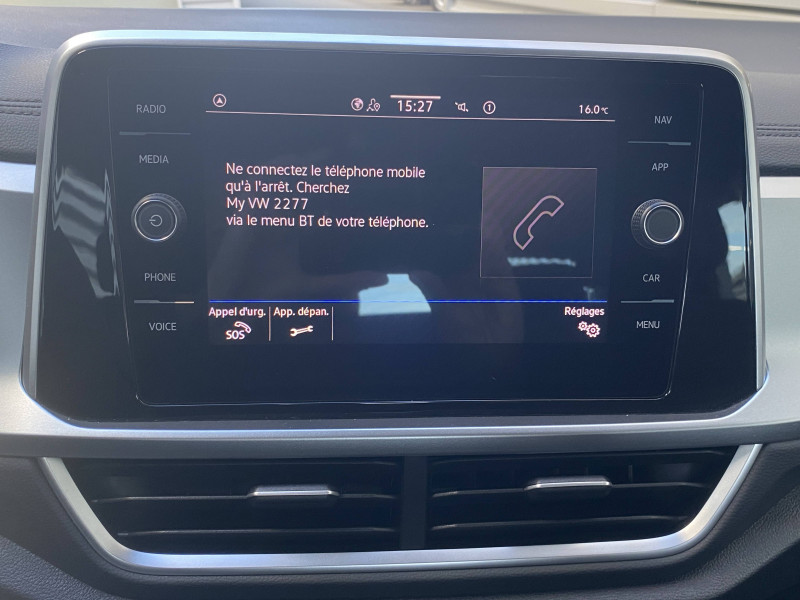 RADIO
MEDIA
PHONE
VOICE
15:27
1
16.0°C
Ne connectez le téléphone mobile
qu'à l'arrêt. Cherchez
My VW 2277
via le menu BT de votre téléphone.
Appel d'urg.
SOS
App. dépan.
Réglages
NAV
APP
CAR
MENU